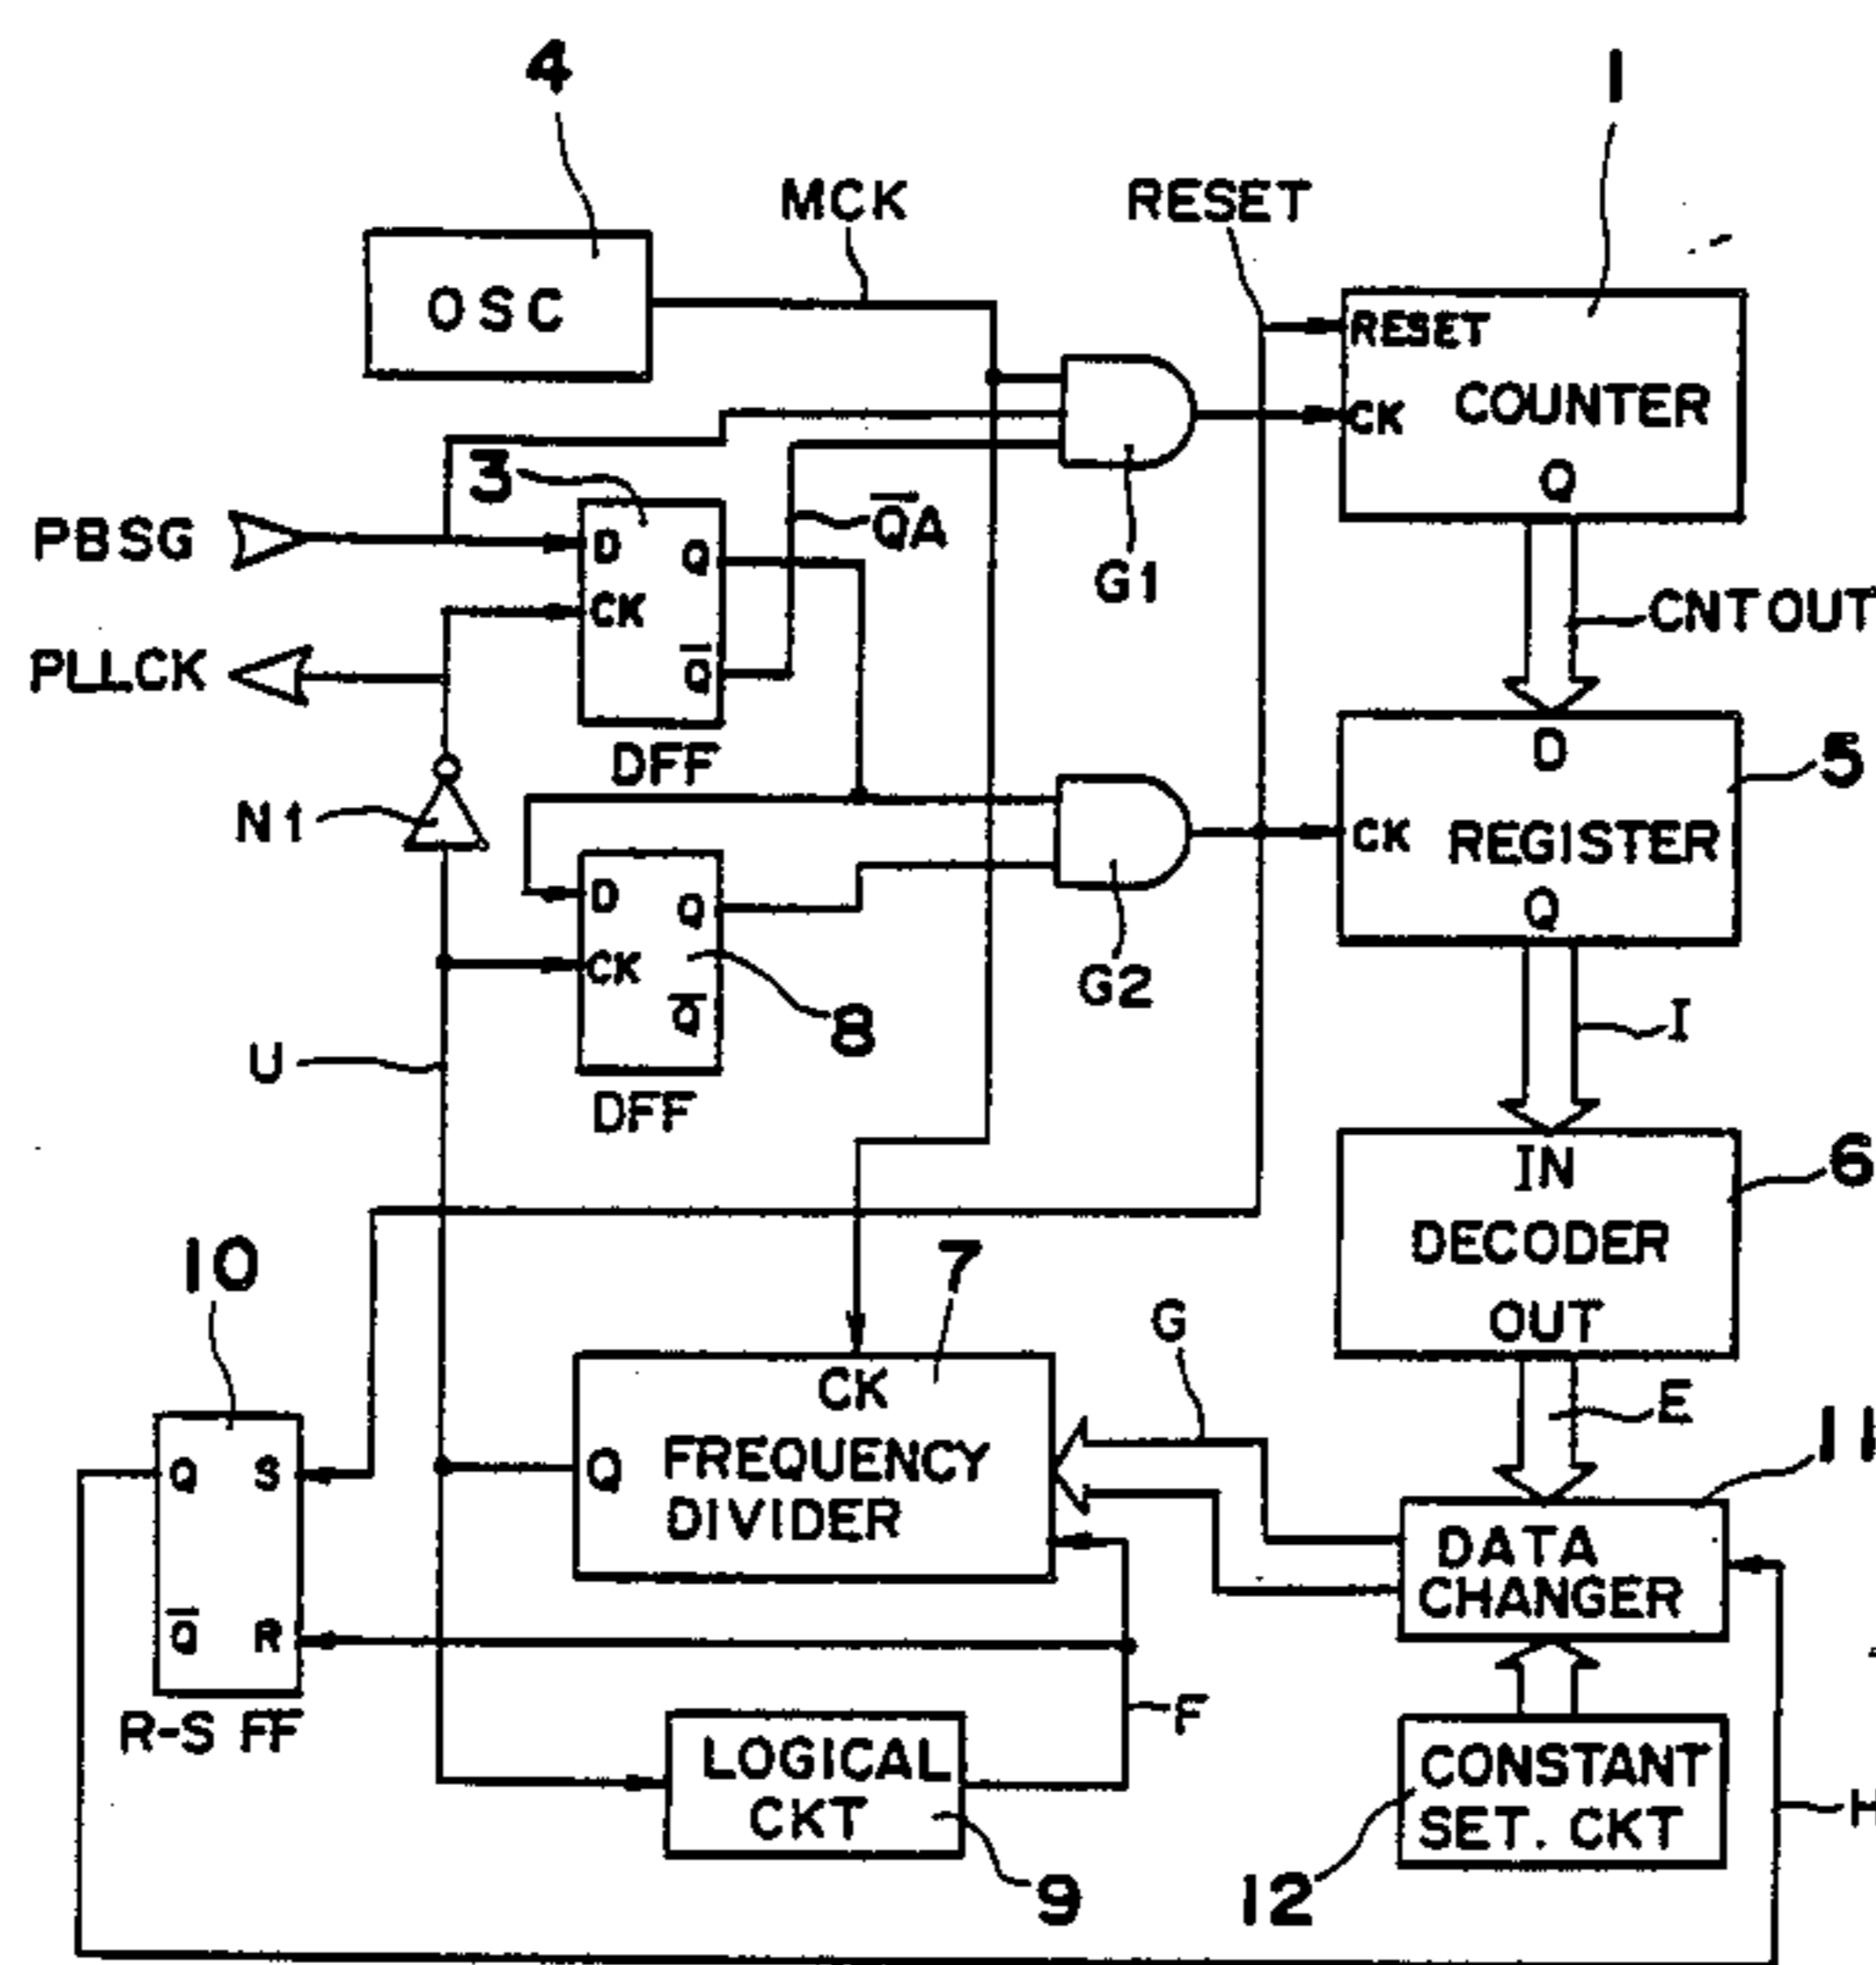 4
1
MCK
RESET
OSC
RESET
COUNTER
CK
Q
3
Q̅A̅
PBSG
D
Q
CK
G1
CNTOUT
PLLCK
Q̅
DFF
D
5
N1
CK
REGISTER
Q
D
Q
CK
G2
Q̅
8
I
U
DFF
IN
6
DECODER
OUT
10
7
G
CK
E
11
Q
S
Q
FREQUENCY
DIVIDER
DATA
CHANGER
Q̅
R
R-S FF
F
LOGICAL
CKT
CONSTANT
SET. CKT
H
9
12